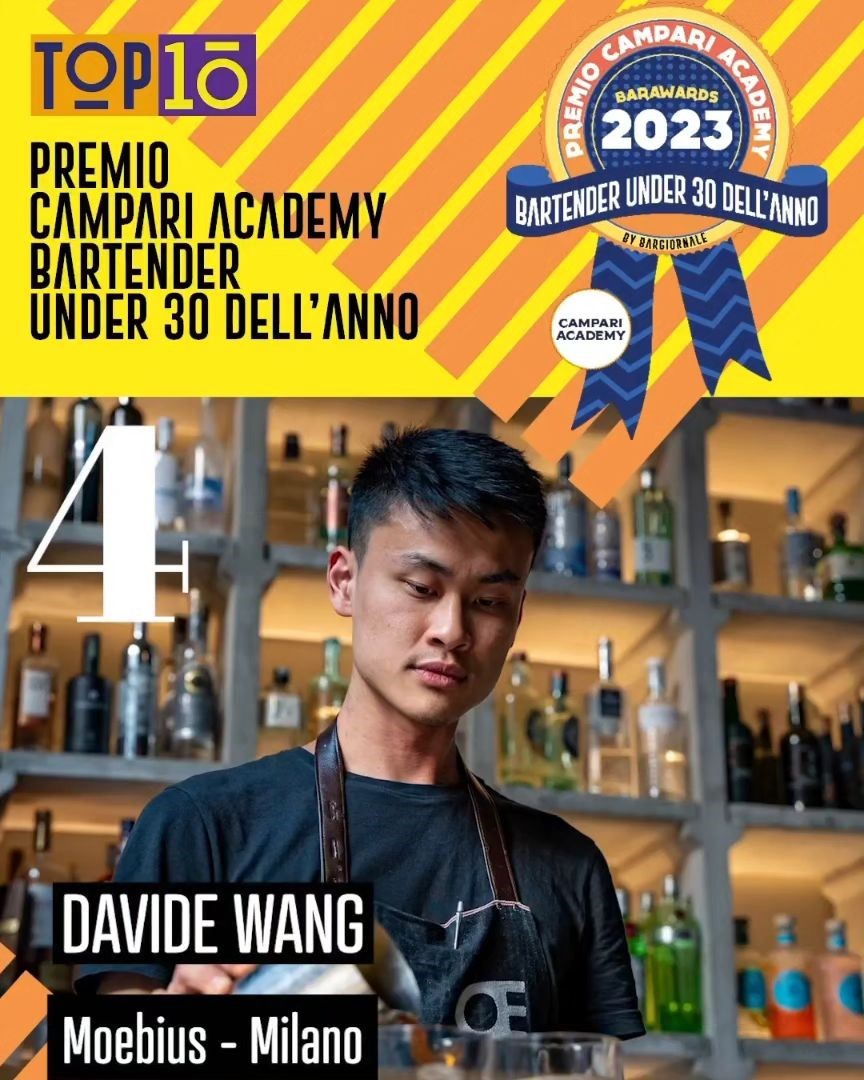 TOP10
PREMIO
CAMPARI ACADEMY
BARTENDER
UNDER 30 DELL'ANNO
PREMIO CAMPARI ACADEMY
BARAWARDS
2023
BARTENDER UNDER 30 DELL'ANNO
BY BARGIORNALE
CAMPARI
ACADEMY
4
DAVIDE WANG
Moebius - Milano